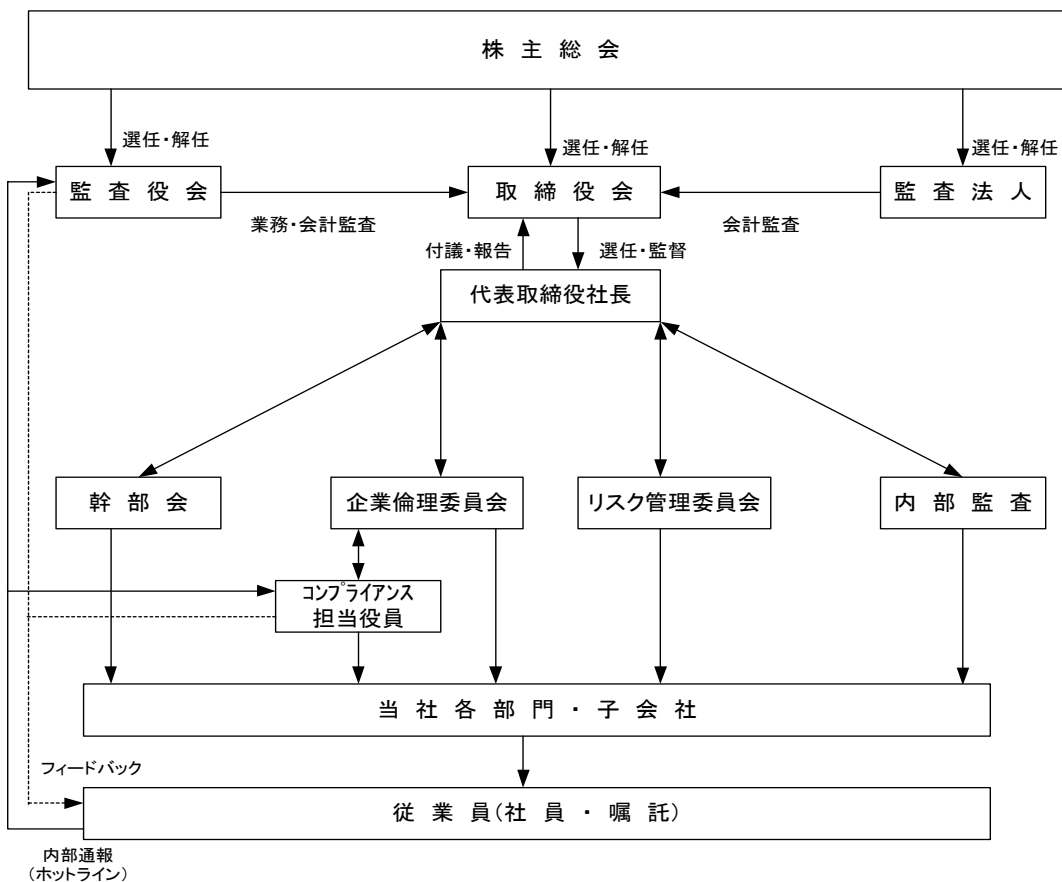 株主総会
選任・解任
選任・解任
選任・解任
監査役会
取締役会
監査法人
業務・会計監査
会計監査
付議・報告
選任・監督
代表取締役社長
幹部会
企業倫理委員会
リスク管理委員会
内部監査
コンプライアンス
担当役員
当社各部門・子会社
フィードバック
従業員(社員・嘱託)
内部通報
(ホットライン)